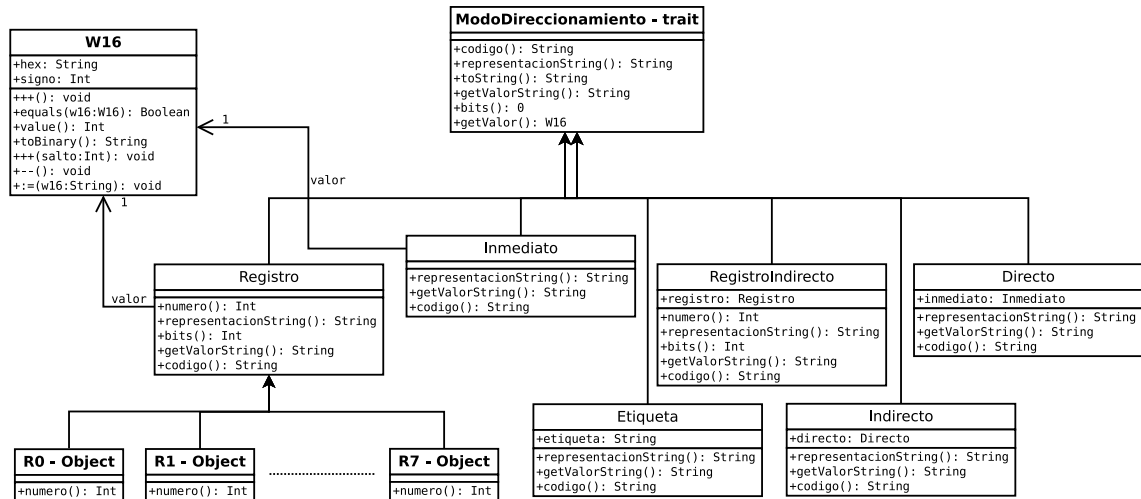 ModoDireccionamiento - trait
+codigo(): String
+representacionString(): String
+toString(): String
+getValorString(): String
+bits(): 0
+getValor(): W16
W16
+hex: String
+signo: Int
+++(): void
+equals(w16:W16): Boolean
+value(): Int
+toBinary(): String
+++(salto:Int): void
+--(): void
+:=(w16:String): void
1
valor
1
valor
Registro
+numero(): Int
+representacionString(): String
+bits(): Int
+getValorString(): String
+codigo(): String
Inmediato
+representacionString(): String
+getValorString(): String
+codigo(): String
RegistroIndirecto
+registro: Registro
+numero(): Int
+representacionString(): String
+bits(): Int
+getValorString(): String
+codigo(): String
Directo
+inmediato: Inmediato
+representacionString(): String
+getValorString(): String
+codigo(): String
Etiqueta
+etiqueta: String
+representacionString(): String
+getValorString(): String
+codigo(): String
Indirecto
+directo: Directo
+representacionString(): String
+getValorString(): String
+codigo(): String
R0 - Object
+numero(): Int
R1 - Object
+numero(): Int
R7 - Object
+numero(): Int